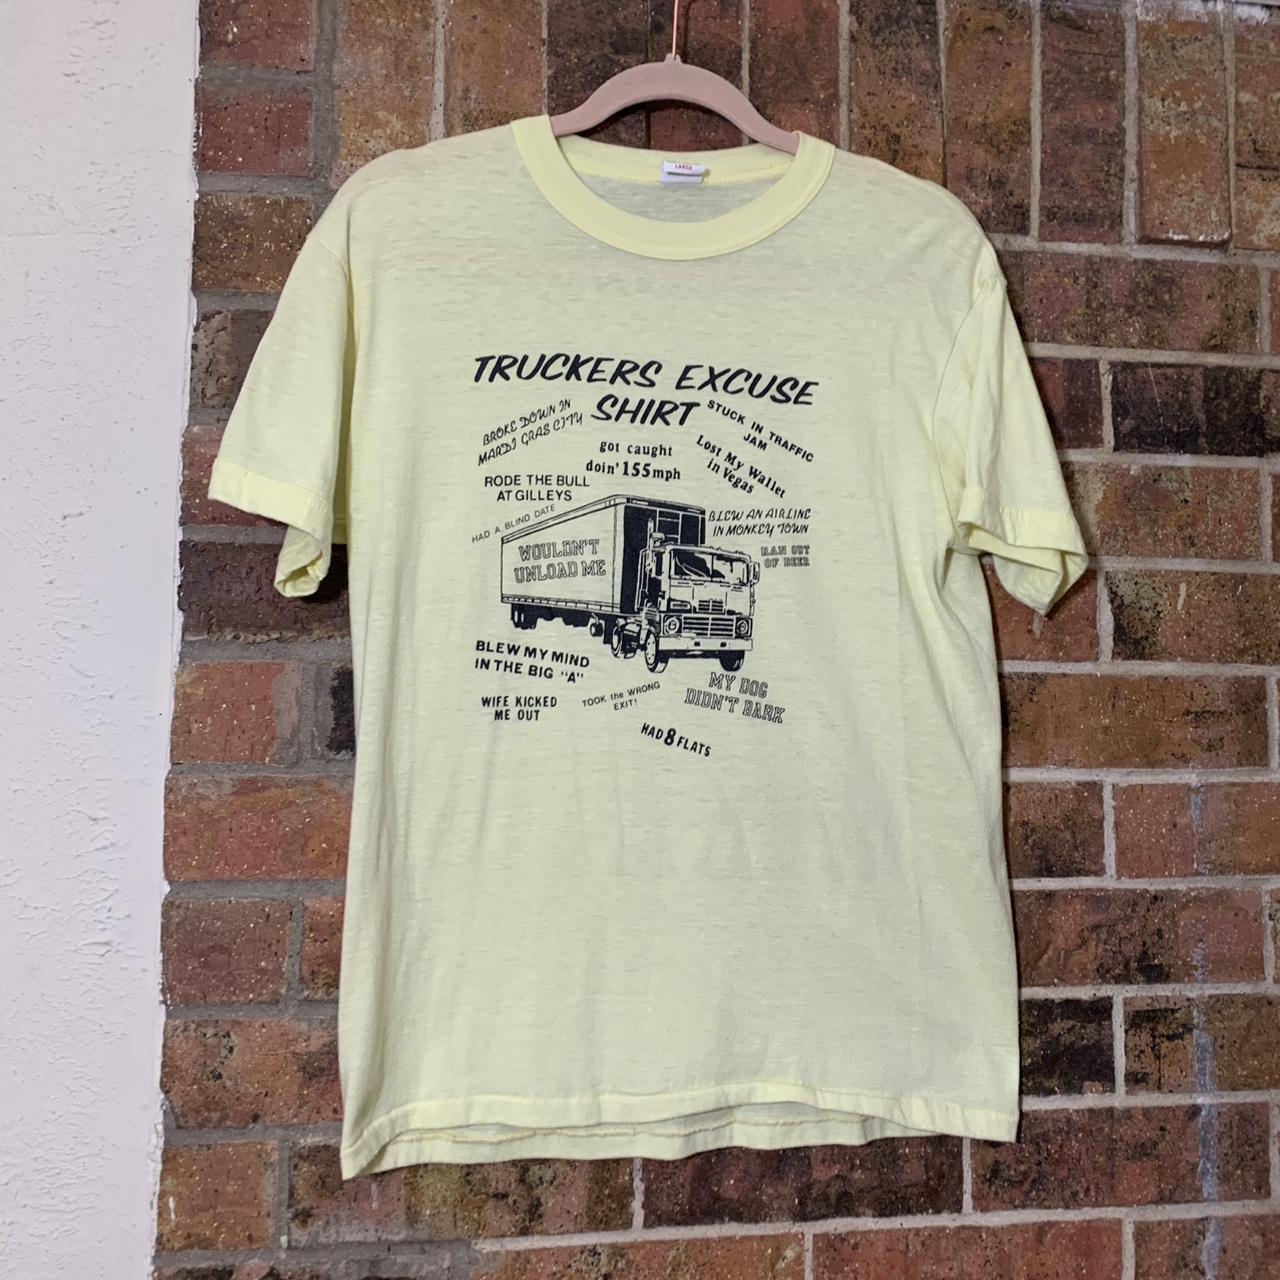 LARGE
TRUCKERS EXCUSE
SHIRT
BROKE DOWN IN
MARDI GRAS CITY
STUCK IN TRAFFIC
JAM
got caught
doin' 155mph
Lost My Wallet
in Vegas
RODE THE BULL
AT GILLEYS
HAD A BLIND DATE
BLEW AN AIRLINE
IN MONKEY TOWN
RAN OUT
OF BEER
WOULDN'T
UNLOAD ME
BLEW MY MIND
IN THE BIG "A"
WIFE KICKED
ME OUT
TOOK the WRONG
EXIT!
MY DOG
DIDN'T BARK
HAD 8 FLATS